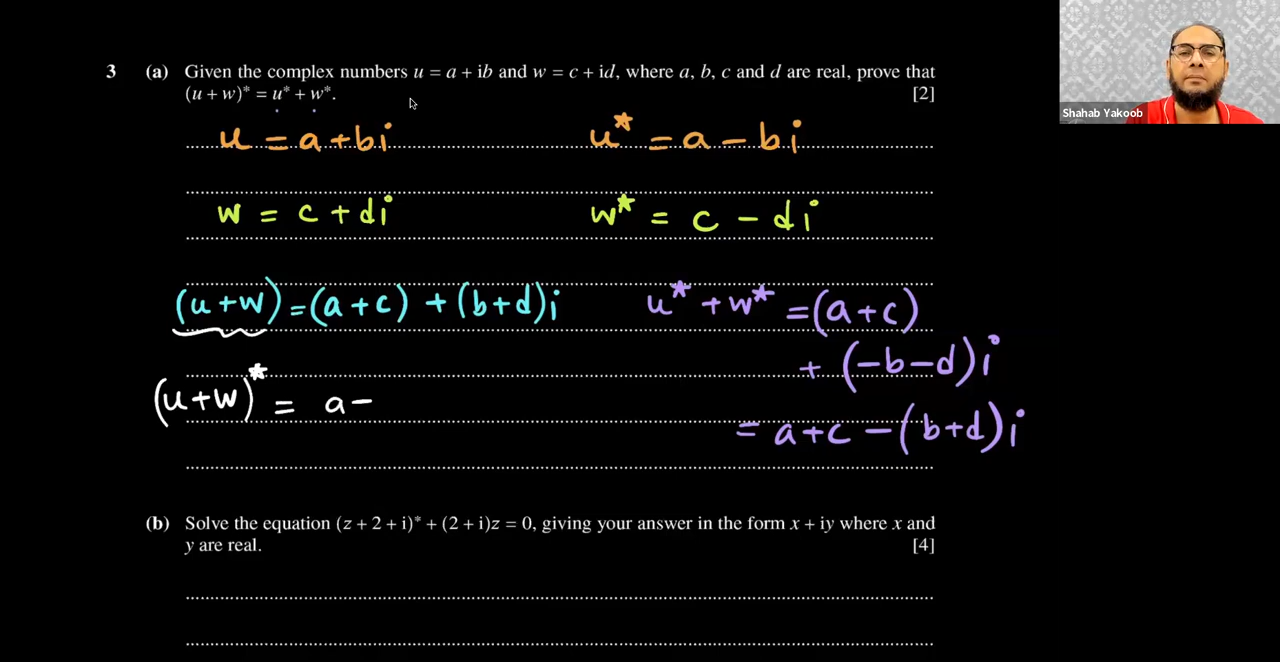 3 (a) Given the complex numbers u = a + ib and w = c + id, where a, b, c and d are real, prove that
(u + w)* = u* + w*. [2]
u = a + bi
u* = a − bi
w = c + di
w* = c − di
(u+w) = (a+c) + (b+d)i
u* + w* = (a+c)
+ (−b−d)i
= a+c − (b+d)i
(u+w)* = a −
(b) Solve the equation (z + 2 + i)* + (2 + i)z = 0, giving your answer in the form x + iy where x and
y are real. [4]
Shahab Yakoob